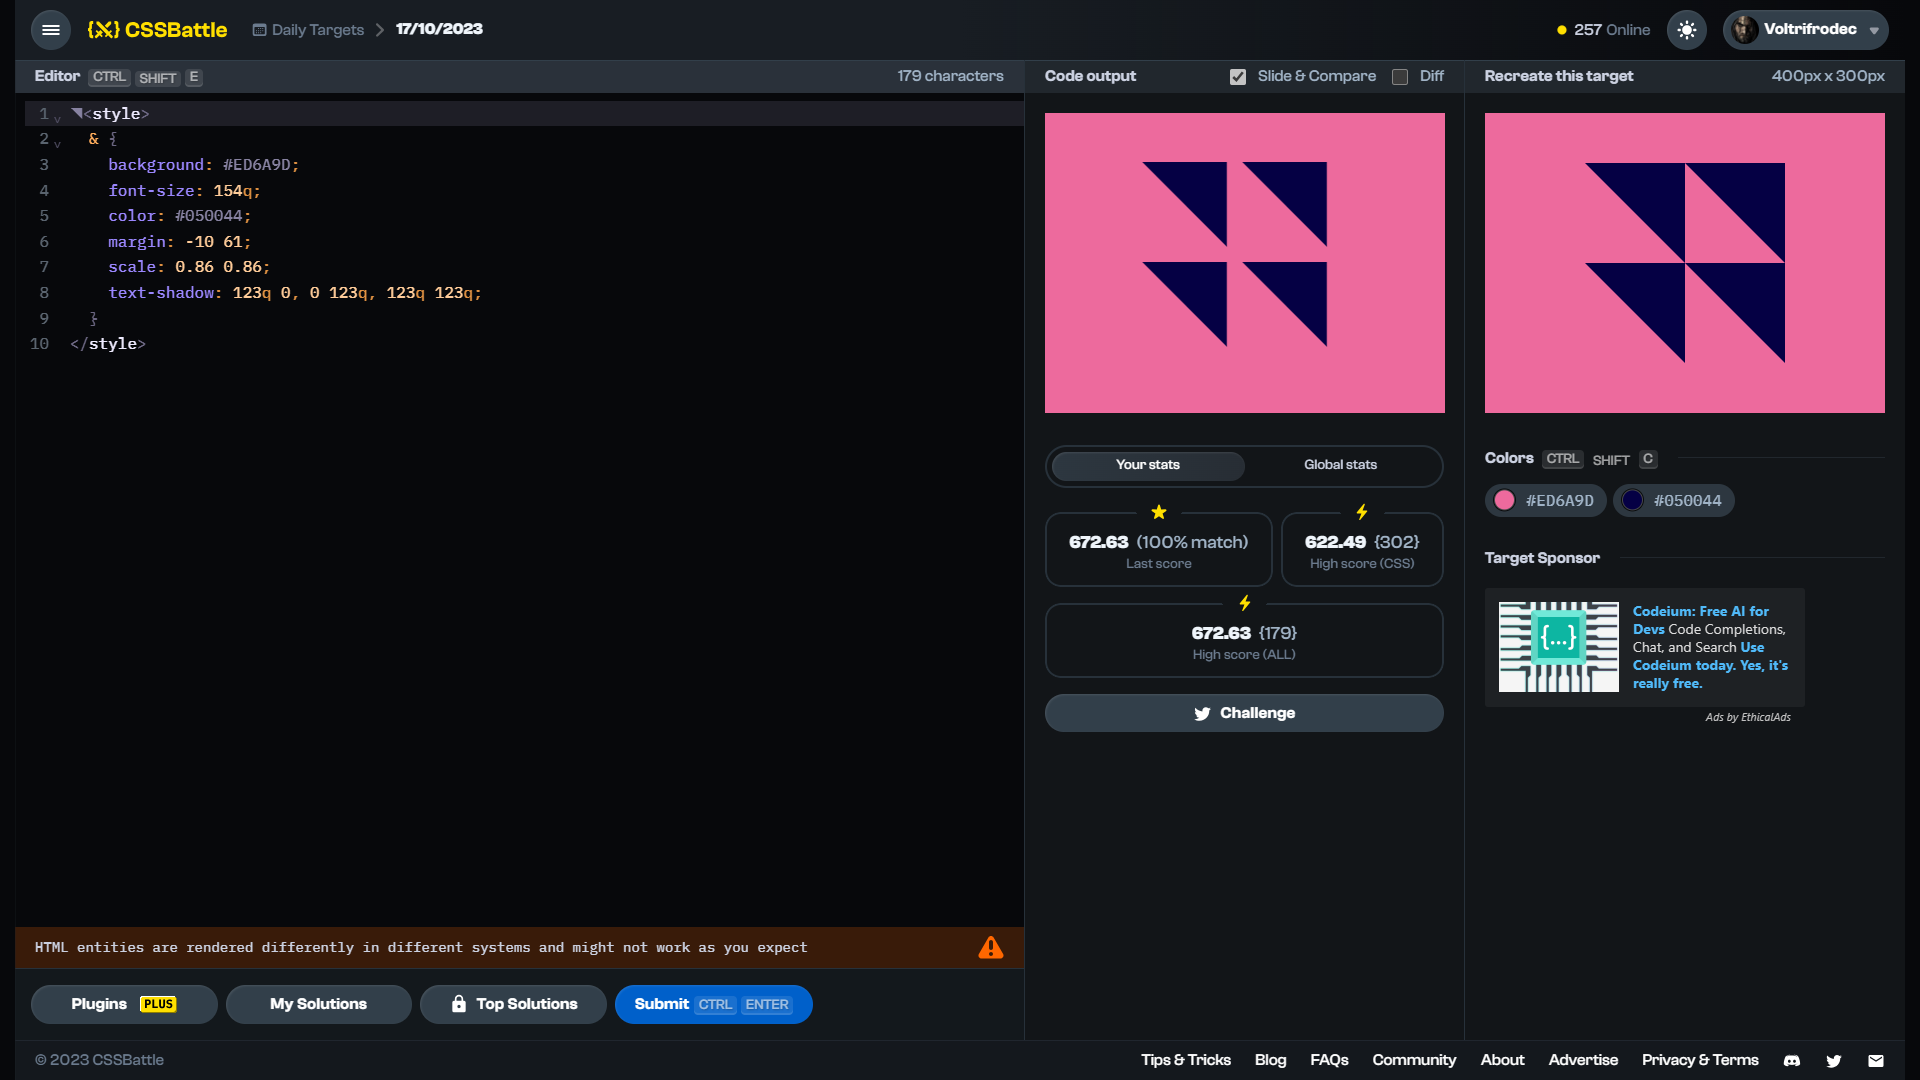 {X} CSSBattle
Daily Targets
17/10/2023
257 Online
Voltrifrodec
Editor CTRL SHIFT E
179 characters
Code output
Slide & Compare
Diff
Recreate this target
400px x 300px
1 ◥<style>
2 & {
3 background: #ED6A9D;
4 font-size: 154q;
5 color: #050044;
6 margin: -10 61;
7 scale: 0.86 0.86;
8 text-shadow: 123q 0, 0 123q, 123q 123q;
9 }
10 </style>
Your stats
Global stats
672.63 (100% match)
Last score
622.49 {302}
High score (CSS)
672.63 {179}
High score (ALL)
Challenge
Colors CTRL SHIFT C
#ED6A9D
#050044
Target Sponsor
{...}
Codeium: Free AI for
Devs Code Completions,
Chat, and Search Use
Codeium today. Yes, it's
really free.
Ads by EthicalAds
HTML entities are rendered differently in different systems and might not work as you expect
Plugins PLUS
My Solutions
Top Solutions
Submit CTRL ENTER
© 2023 CSSBattle
Tips & Tricks
Blog
FAQs
Community
About
Advertise
Privacy & Terms